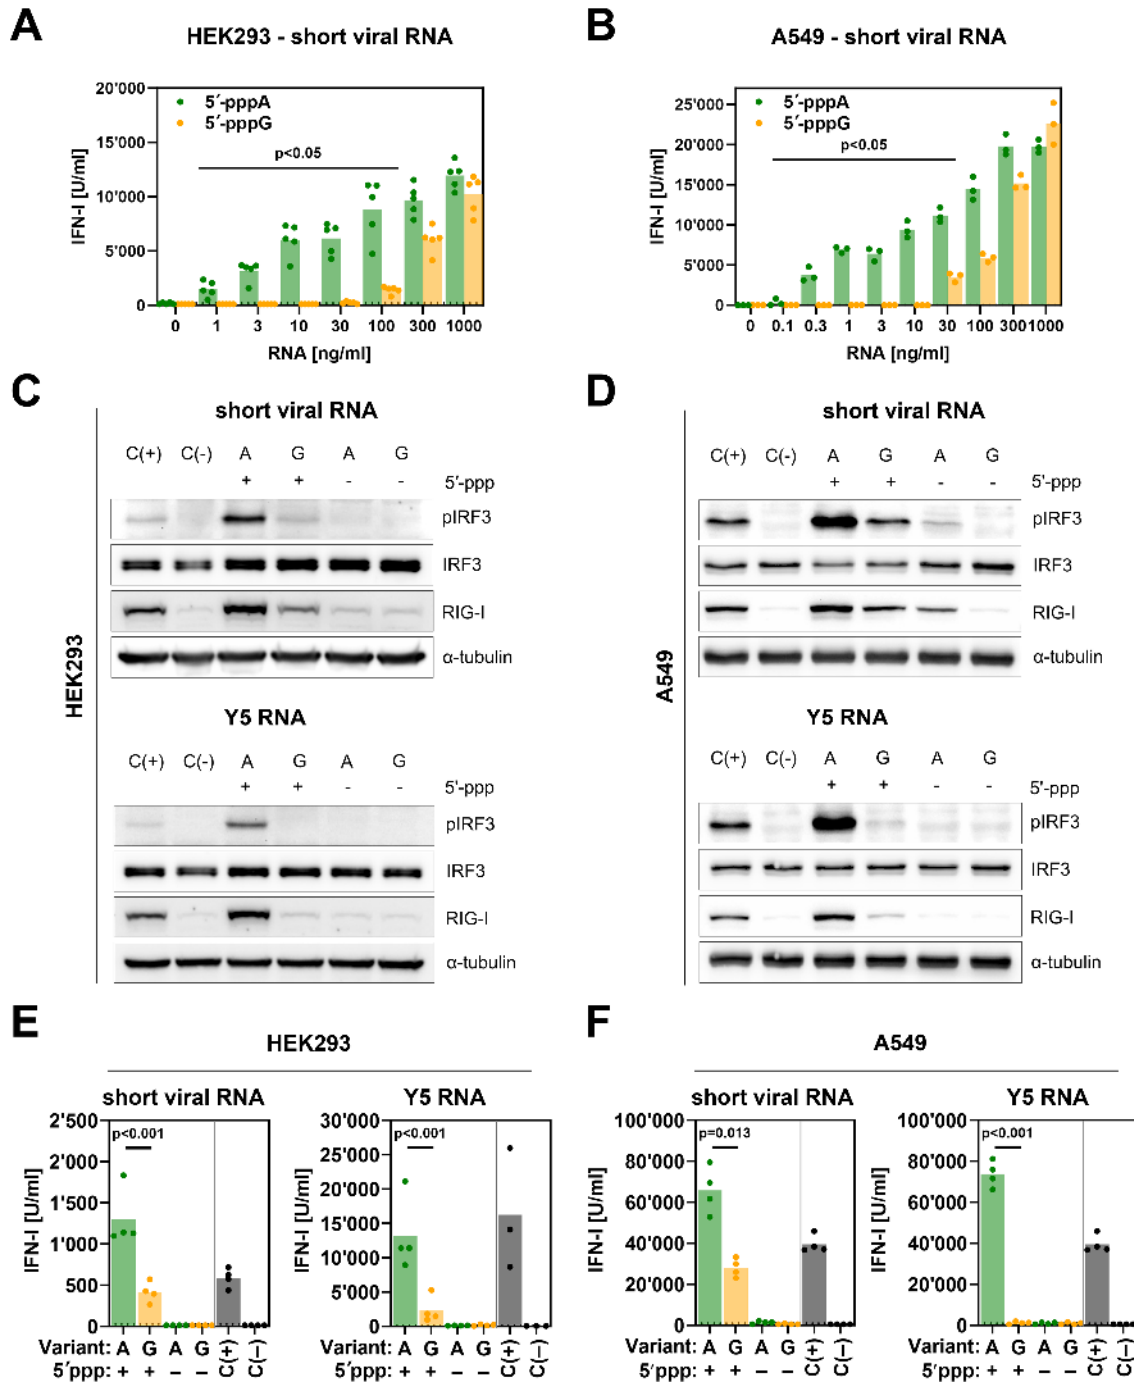 A
HEK293 - short viral RNA
20'000
15'000
10'000
5'000
0
IFN-I [U/ml]
5´-pppA
5´-pppG
p<0.05
0 1 3 10 30 100 300 1000
RNA [ng/ml]
B
A549 - short viral RNA
25'000
20'000
15'000
10'000
5'000
0
IFN-I [U/ml]
5´-pppA
5´-pppG
p<0.05
0 0.1 0.3 1 3 10 30 100 300 1000
RNA [ng/ml]
C
HEK293
short viral RNA
C(+) C(-) A G A G
+ + - - 5'-ppp
pIRF3
IRF3
RIG-I
α-tubulin
Y5 RNA
C(+) C(-) A G A G
+ + - - 5'-ppp
pIRF3
IRF3
RIG-I
α-tubulin
D
A549
short viral RNA
C(+) C(-) A G A G
+ + - - 5'-ppp
pIRF3
IRF3
RIG-I
α-tubulin
Y5 RNA
C(+) C(-) A G A G
+ + - - 5'-ppp
pIRF3
IRF3
RIG-I
α-tubulin
E
HEK293
short viral RNA
2'500
2'000
1'500
1'000
500
0
IFN-I [U/ml]
p<0.001
Variant: A G A G C(+) C(-)
5´ppp: + + – –
Y5 RNA
30'000
25'000
20'000
15'000
10'000
5'000
0
IFN-I [U/ml]
p<0.001
A G A G C(+) C(-)
+ + – –
F
A549
short viral RNA
100'000
80'000
60'000
40'000
20'000
0
IFN-I [U/ml]
p=0.013
Variant: A G A G C(+) C(-)
5´ppp: + + – –
Y5 RNA
100'000
80'000
60'000
40'000
20'000
0
IFN-I [U/ml]
p<0.001
A G A G C(+) C(-)
+ + – –